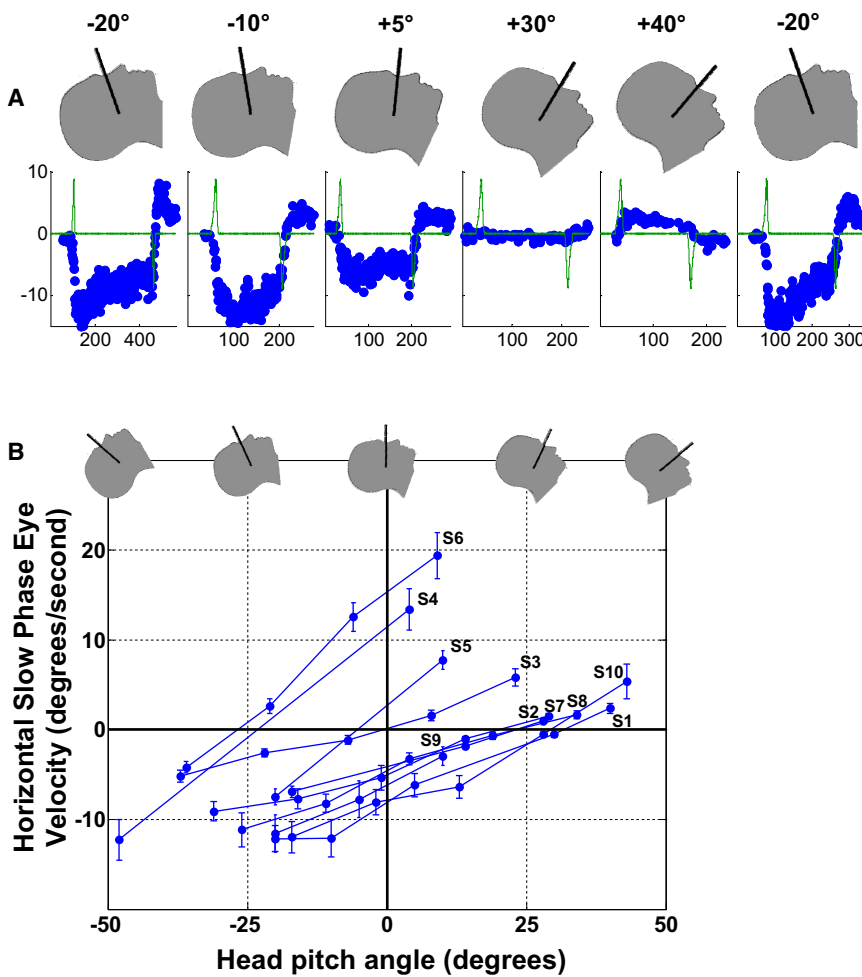 -20° -10° +5° +30° +40° -20°
A
10
0
-10
200 400 100 200 100 200 100 200 100 200 100 200 300
B
Horizontal Slow Phase Eye
Velocity (degrees/second)
20
10
0
-10
S6
S4
S5
S3
S10
S2 S7 S8
S1
S9
-50 -25 0 25 50
Head pitch angle (degrees)